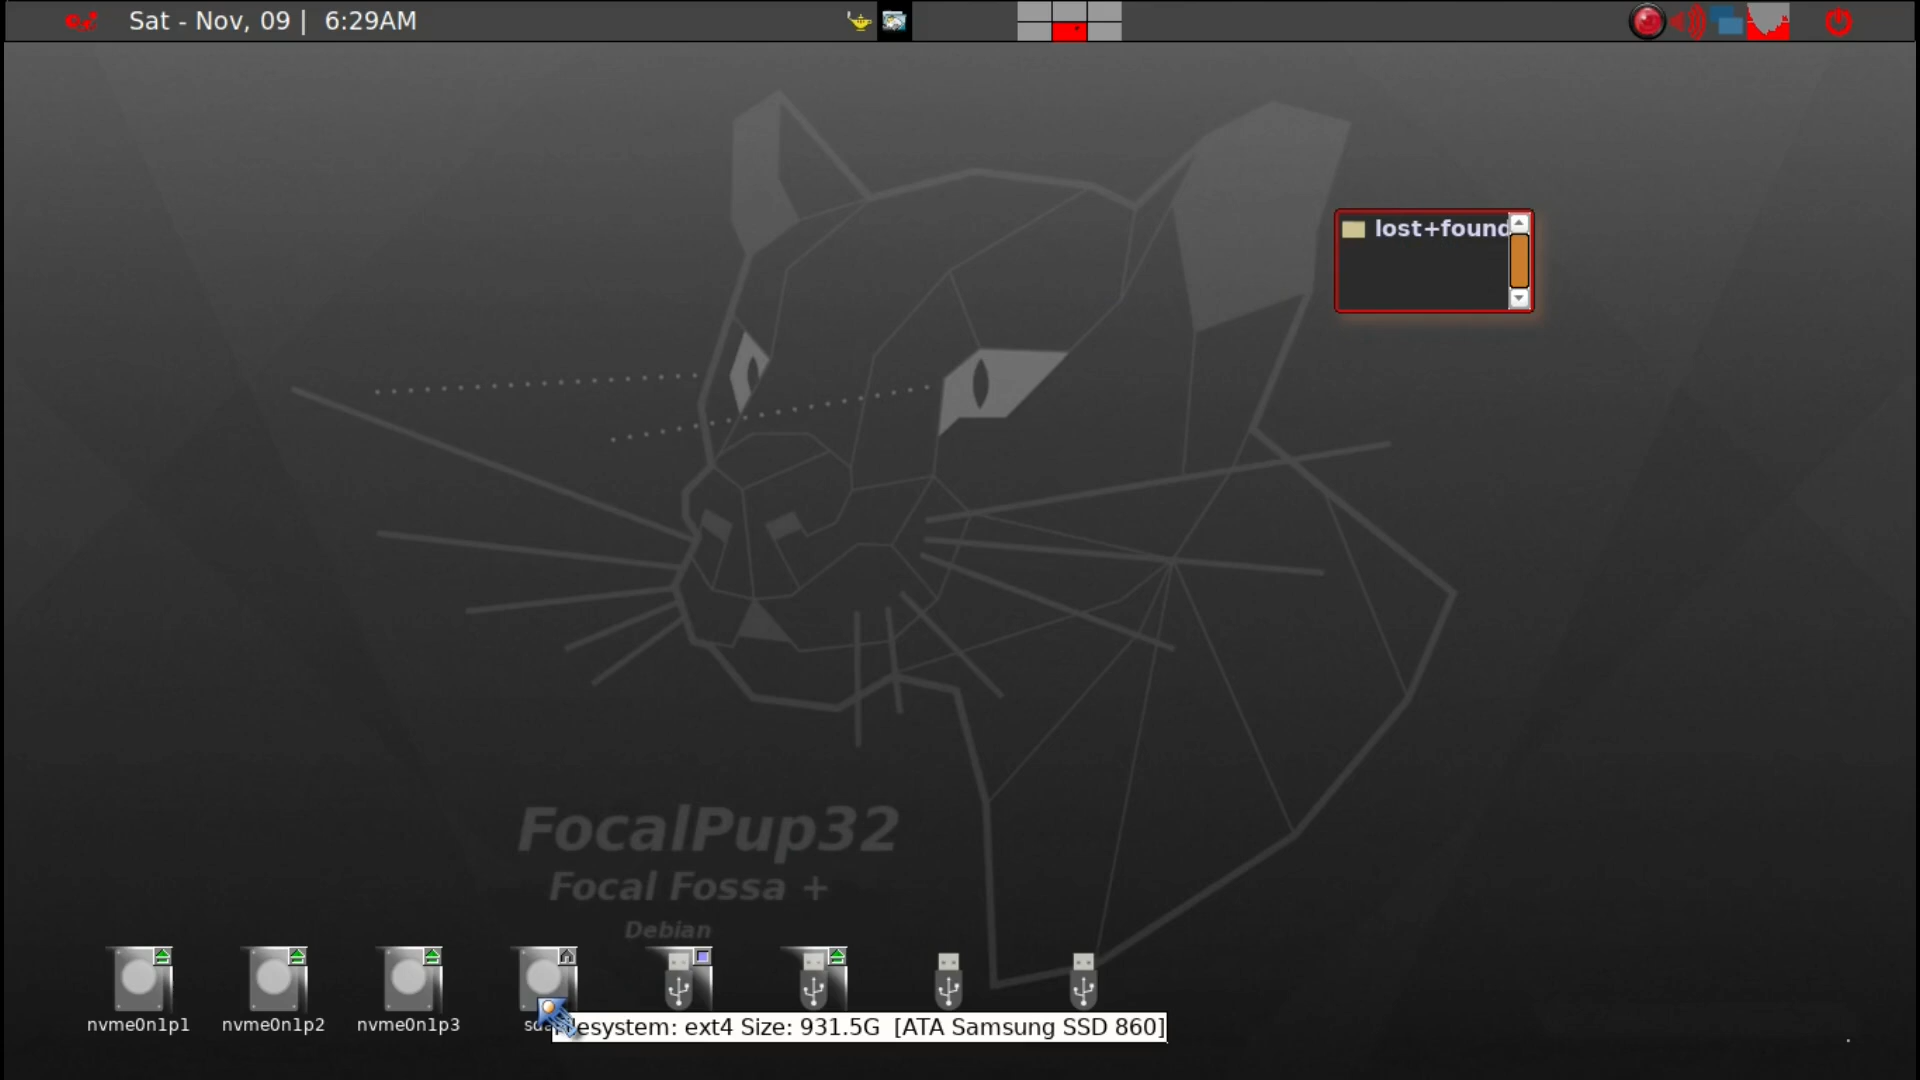 Sat - Nov, 09 | 6:29AM
lost+found
FocalPup32
Focal Fossa +
Debian
nvme0n1p1 nvme0n1p2 nvme0n1p3
esystem: ext4 Size: 931.5G [ATA Samsung SSD 860]